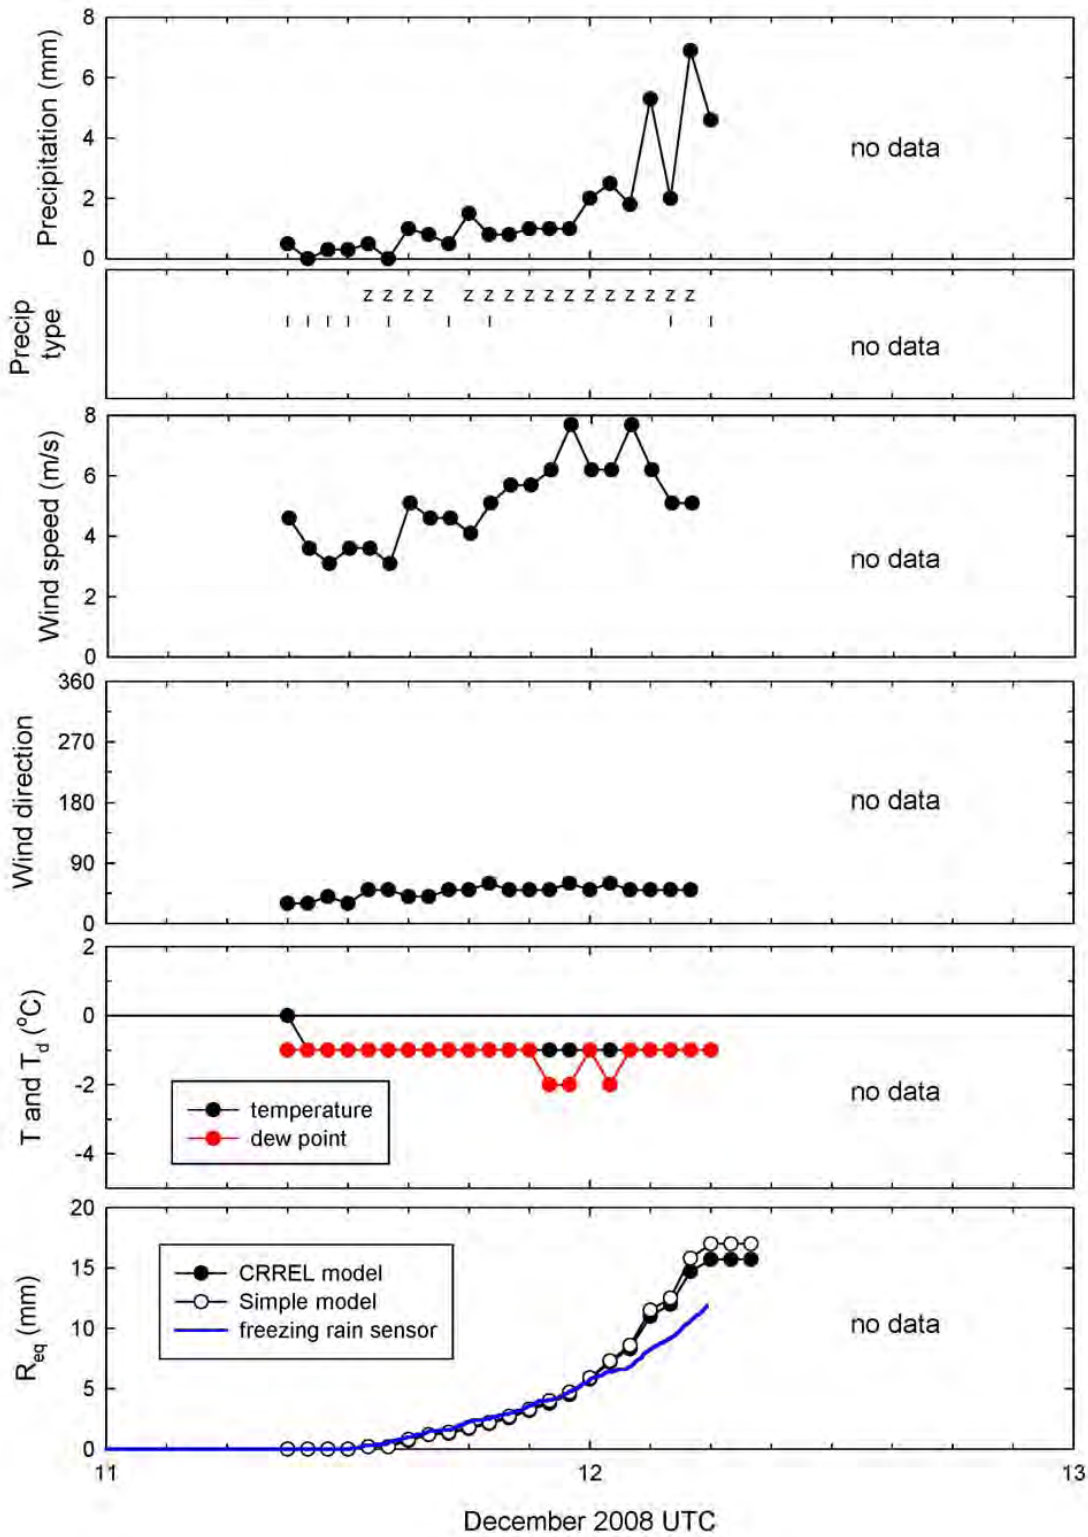 8
6
4
2
0
Precipitation (mm)
no data
Precip
type
z z z z z z z z z z z z z z z z
I I I I I I I I I
no data
8
6
4
2
0
Wind speed (m/s)
no data
360
270
180
90
0
Wind direction
no data
2
0
-2
-4
T and Td (°C)
temperature
dew point
no data
20
15
10
5
0
Req (mm)
CRREL model
Simple model
freezing rain sensor
no data
11 12 13
December 2008 UTC